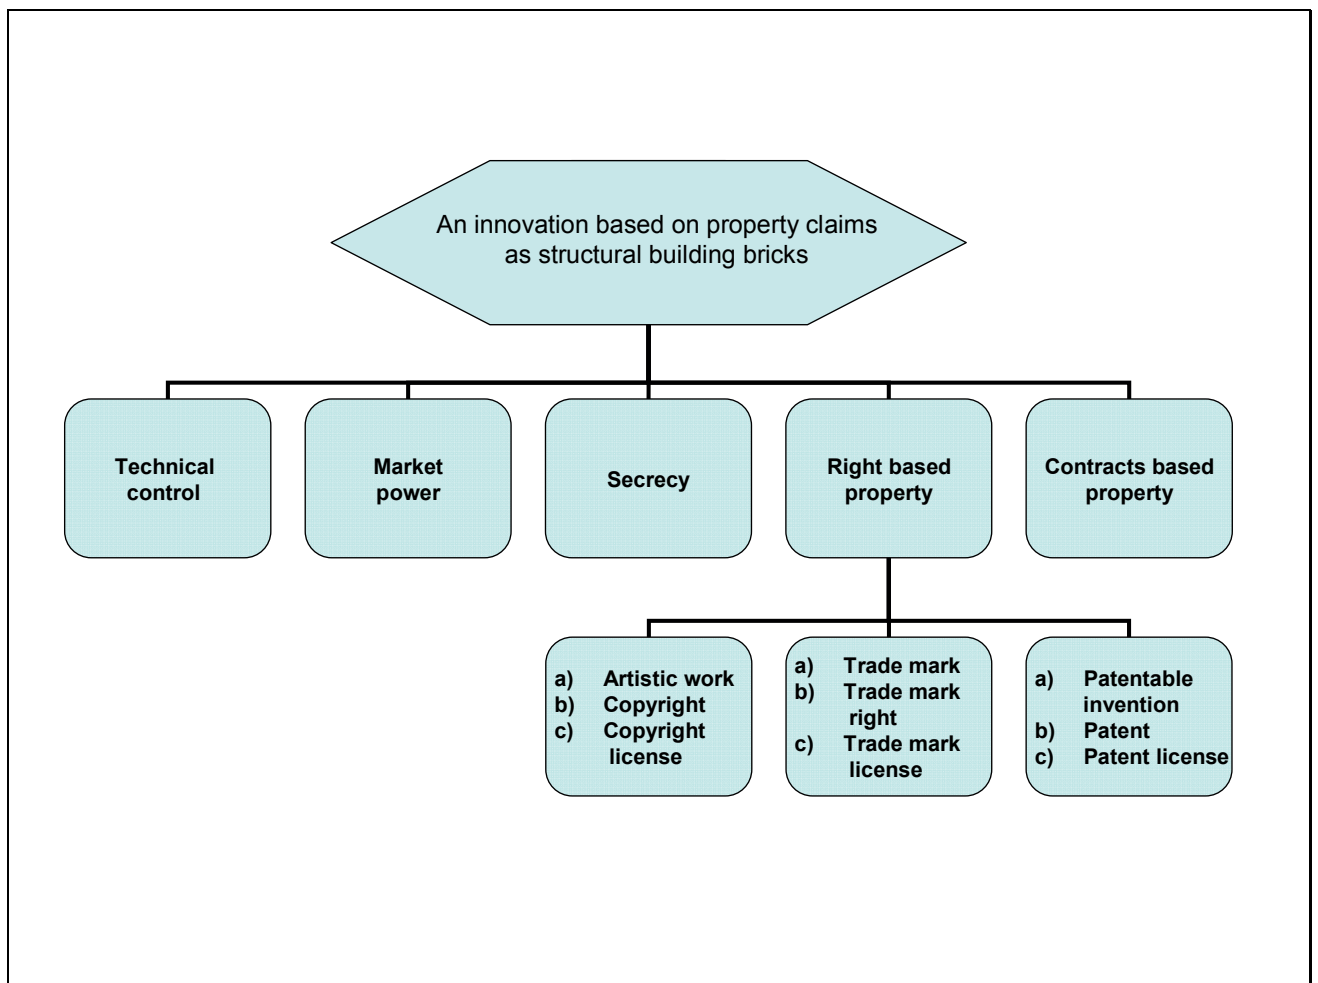 An innovation based on property claims
as structural building bricks
Technical
control
Market
power
Secrecy
Right based
property
Contracts based
property
a) Artistic work
b) Copyright
c) Copyright
license
a) Trade mark
b) Trade mark
right
c) Trade mark
license
a) Patentable
invention
b) Patent
c) Patent license